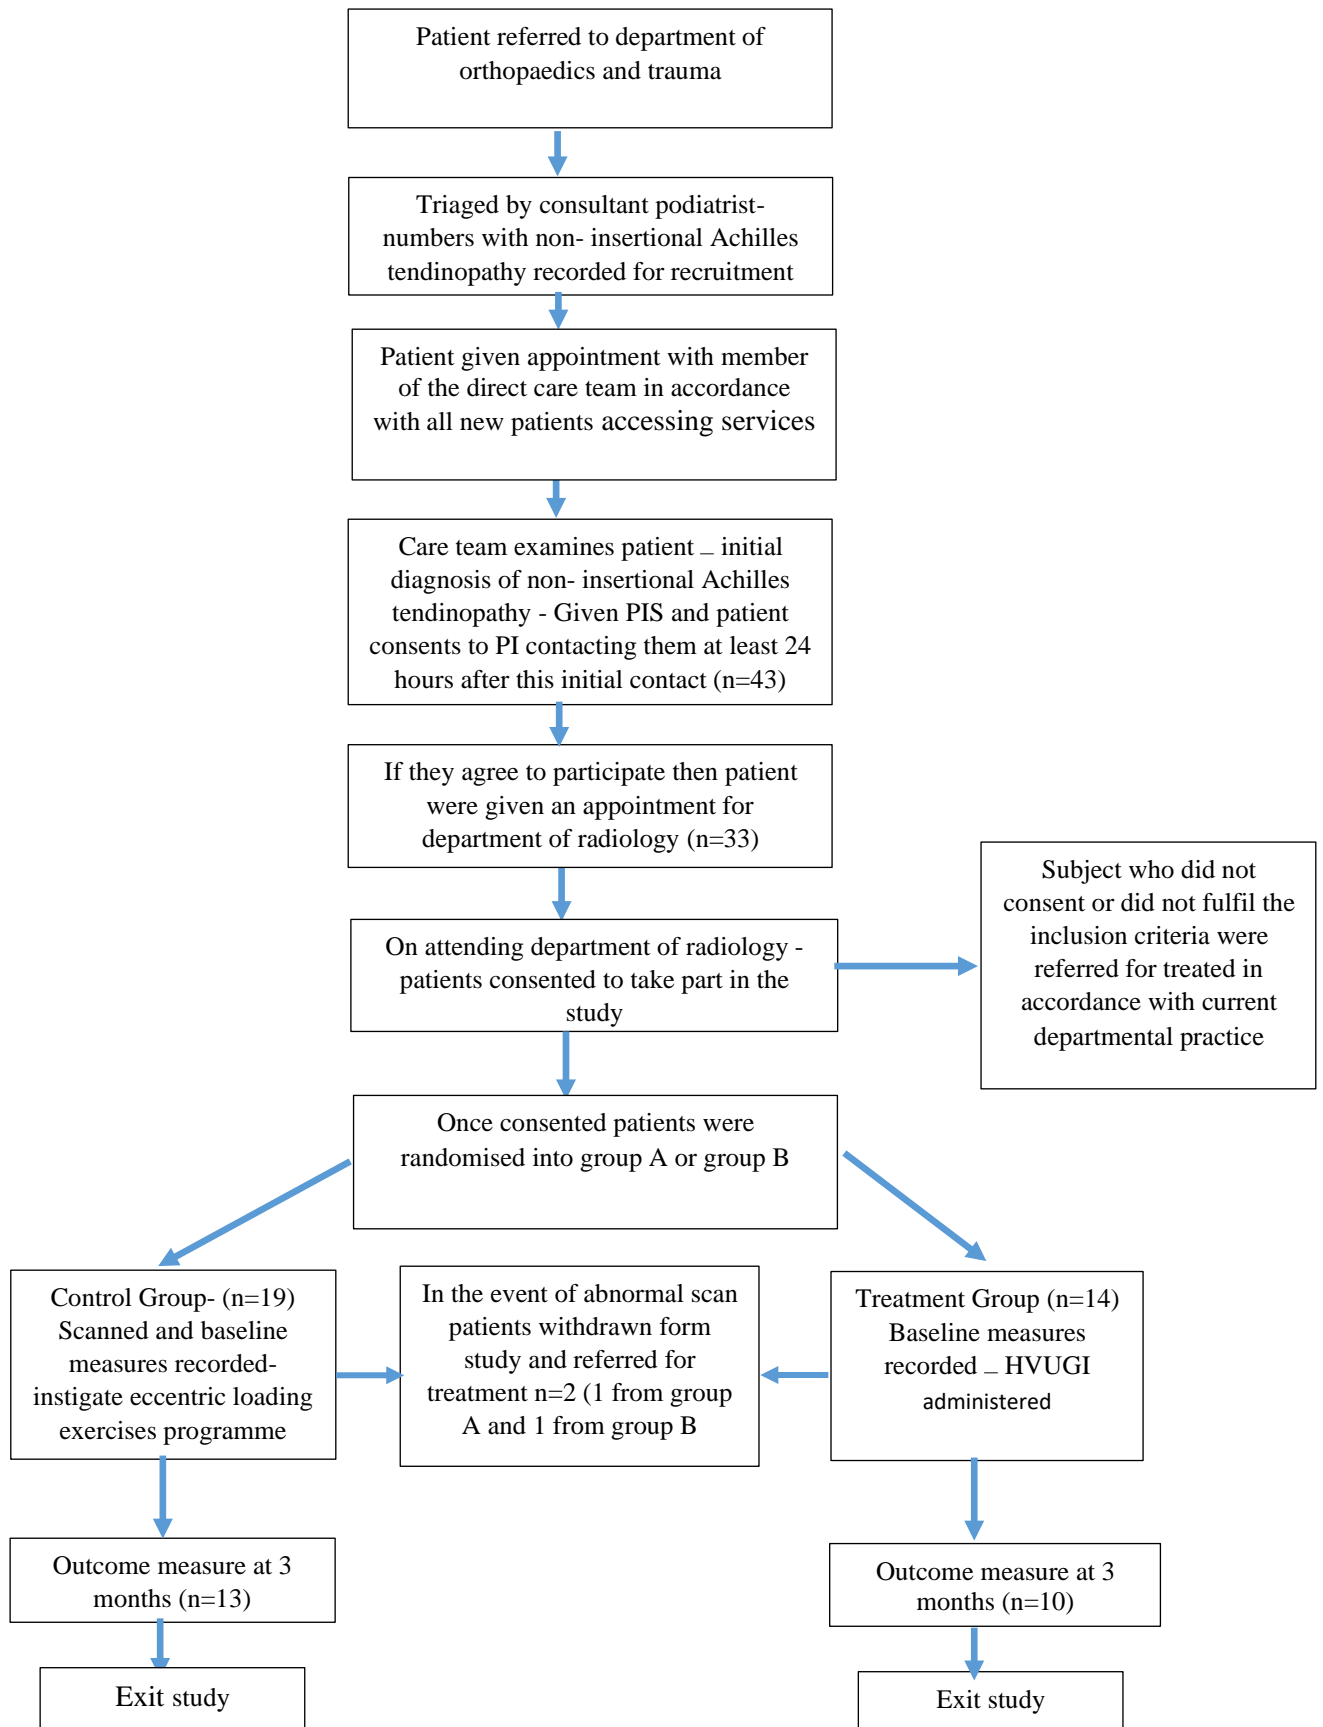 Patient referred to department of
orthopaedics and trauma
Triaged by consultant podiatrist-
numbers with non- insertional Achilles
tendinopathy recorded for recruitment
Patient given appointment with member
of the direct care team in accordance
with all new patients accessing services
Care team examines patient – initial
diagnosis of non- insertional Achilles
tendinopathy - Given PIS and patient
consents to PI contacting them at least 24
hours after this initial contact (n=43)
If they agree to participate then patient
were given an appointment for
department of radiology (n=33)
On attending department of radiology -
patients consented to take part in the
study
Subject who did not
consent or did not fulfil the
inclusion criteria were
referred for treated in
accordance with current
departmental practice
Once consented patients were
randomised into group A or group B
Control Group- (n=19)
Scanned and baseline
measures recorded-
instigate eccentric loading
exercises programme
In the event of abnormal scan
patients withdrawn form
study and referred for
treatment n=2 (1 from group
A and 1 from group B
Treatment Group (n=14)
Baseline measures
recorded – HVUGI
administered
Outcome measure at 3
months (n=13)
Outcome measure at 3
months (n=10)
Exit study
Exit study